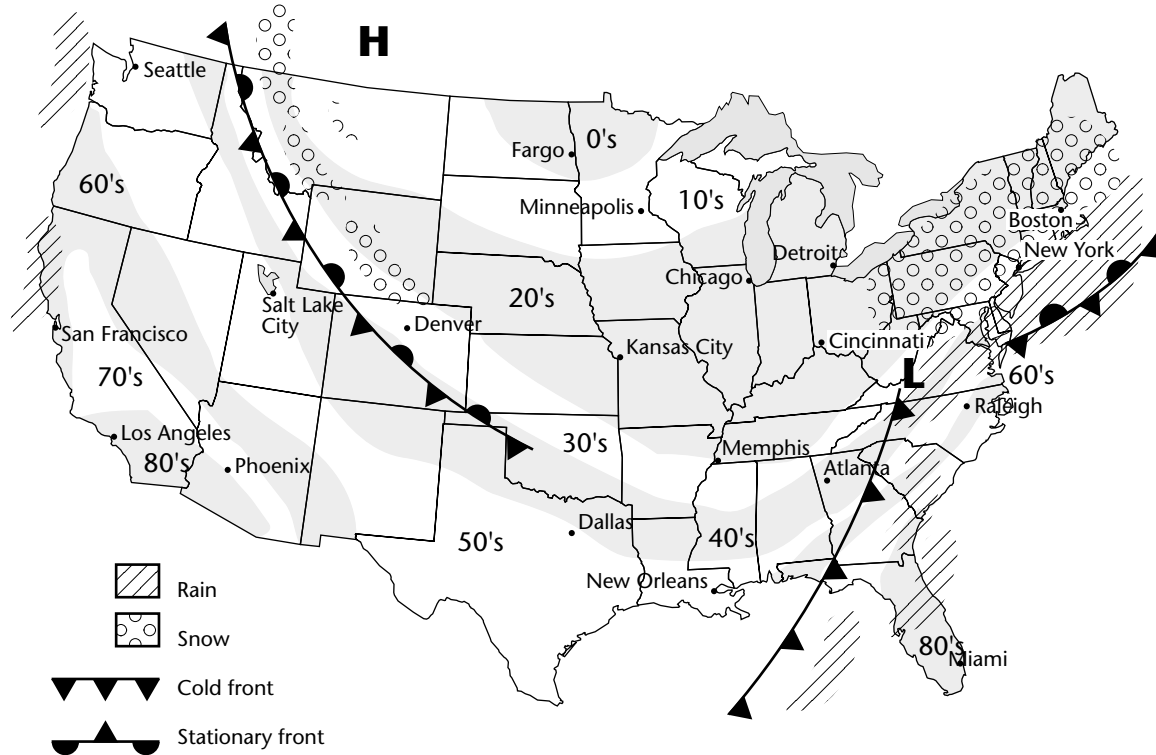 H
Seattle
Fargo
0's
60's
Minneapolis
10's
Boston
New York
Detroit
Chicago
20's
Salt Lake
City
Denver
San Francisco
Cincinnati
Kansas City
70's
L
60's
Raleigh
Los Angeles
30's
Memphis
80's
Phoenix
Atlanta
Dallas
50's
40's
New Orleans
Rain
Snow
80's
Miami
Cold front
Stationary front